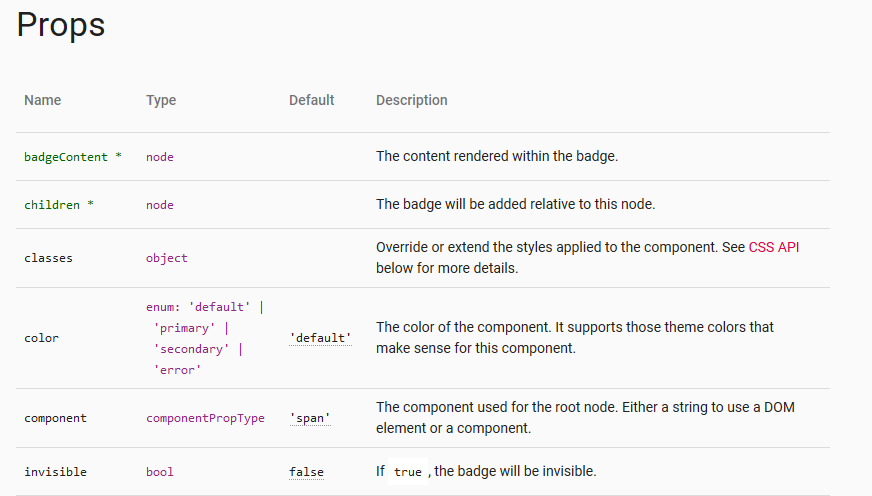 Props
Name Type Default Description
badgeContent * node The content rendered within the badge.
children * node The badge will be added relative to this node.
classes object Override or extend the styles applied to the component. See CSS API
below for more details.
color enum: 'default' |
'primary' |
'secondary' |
'error' 'default' The color of the component. It supports those theme colors that
make sense for this component.
component componentPropType 'span' The component used for the root node. Either a string to use a DOM
element or a component.
invisible bool false If true, the badge will be invisible.